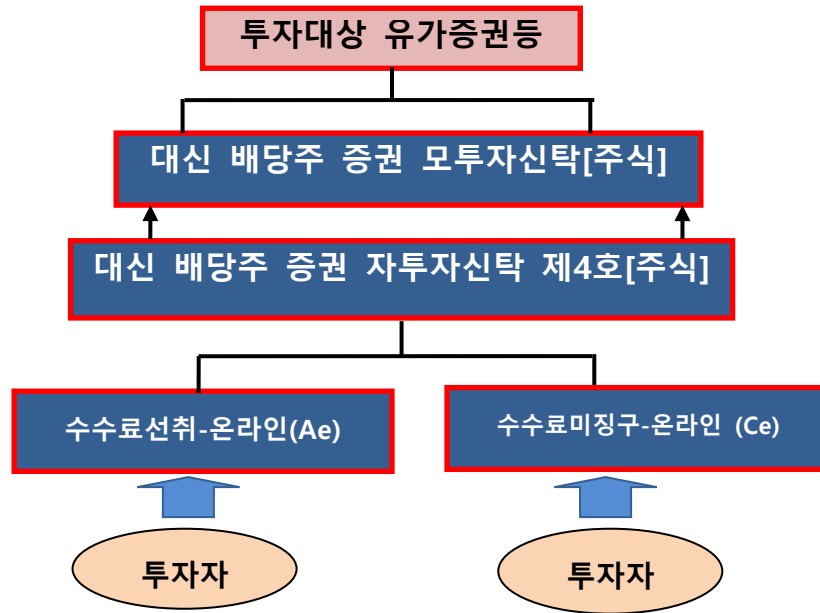 투자대상 유가증권등
대신 배당주 증권 모투자신탁[주식]
대신 배당주 증권 자투자신탁 제4호[주식]
수수료선취-온라인(Ae)
수수료미징구-온라인 (Ce)
투자자
투자자